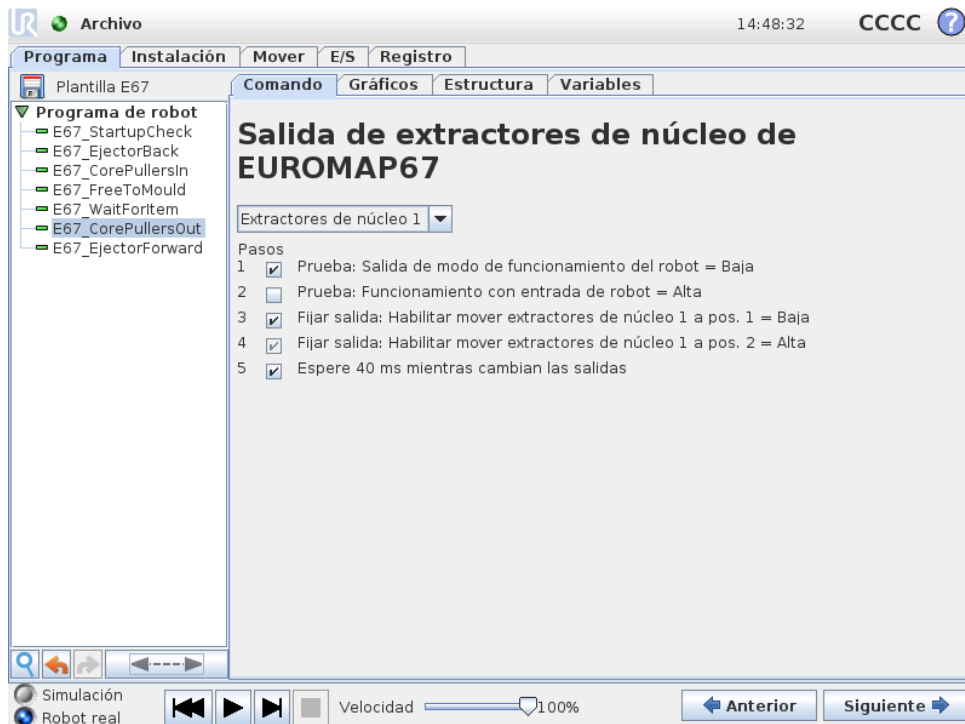 UR Archivo 14:48:32 CCCC ?
Programa Instalación Mover E/S Registro
Plantilla E67
Comando Gráficos Estructura Variables
Programa de robot
E67_StartupCheck
E67_EjectorBack
E67_CorePullersIn
E67_FreeToMould
E67_WaitForItem
E67_CorePullersOut
E67_EjectorForward
Salida de extractores de núcleo de
EUROMAP67
Extractores de núcleo 1
Pasos
1 Prueba: Salida de modo de funcionamiento del robot = Baja
2 Prueba: Funcionamiento con entrada de robot = Alta
3 Fijar salida: Habilitar mover extractores de núcleo 1 a pos. 1 = Baja
4 Fijar salida: Habilitar mover extractores de núcleo 1 a pos. 2 = Alta
5 Espere 40 ms mientras cambian las salidas
Simulación
Robot real
Velocidad 100%
Anterior Siguiente